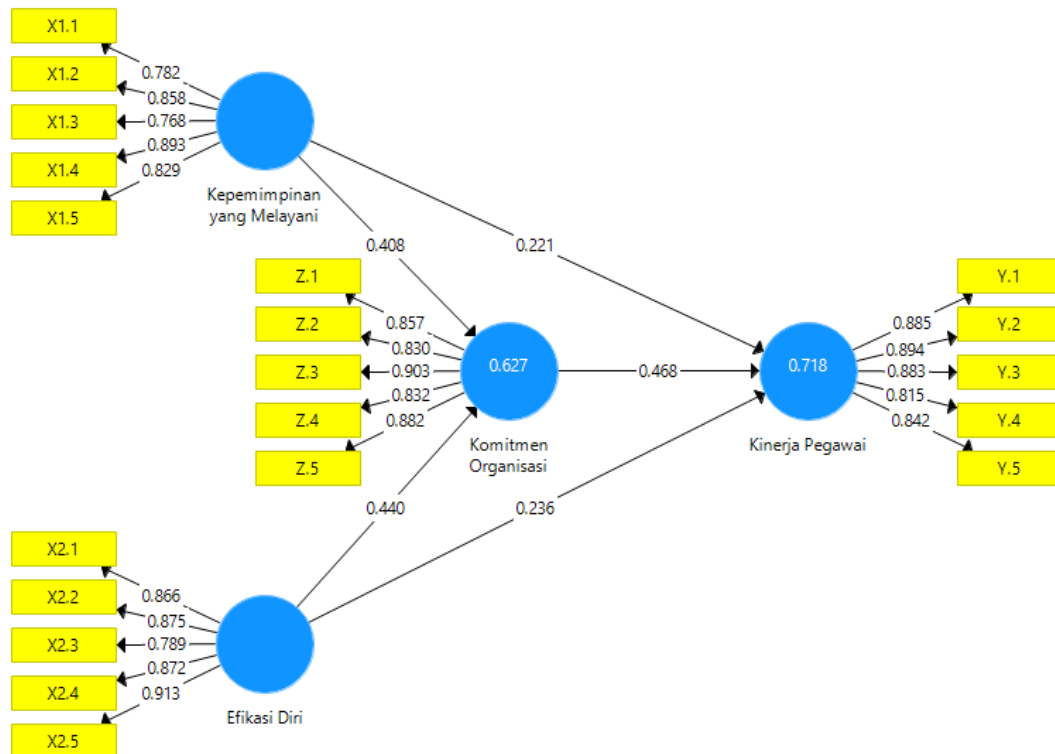 X1.1
X1.2
X1.3
X1.4
X1.5
0.782
0.858
0.768
0.893
0.829
Kepemimpinan
yang Melayani
0.408
0.221
Z.1
Z.2
Z.3
Z.4
Z.5
0.857
0.830
0.903
0.832
0.882
0.627
Komitmen
Organisasi
0.468
0.718
Kinerja Pegawai
0.885
0.894
0.883
0.815
0.842
Y.1
Y.2
Y.3
Y.4
Y.5
0.440
0.236
X2.1
X2.2
X2.3
X2.4
X2.5
0.866
0.875
0.789
0.872
0.913
Efikasi Diri